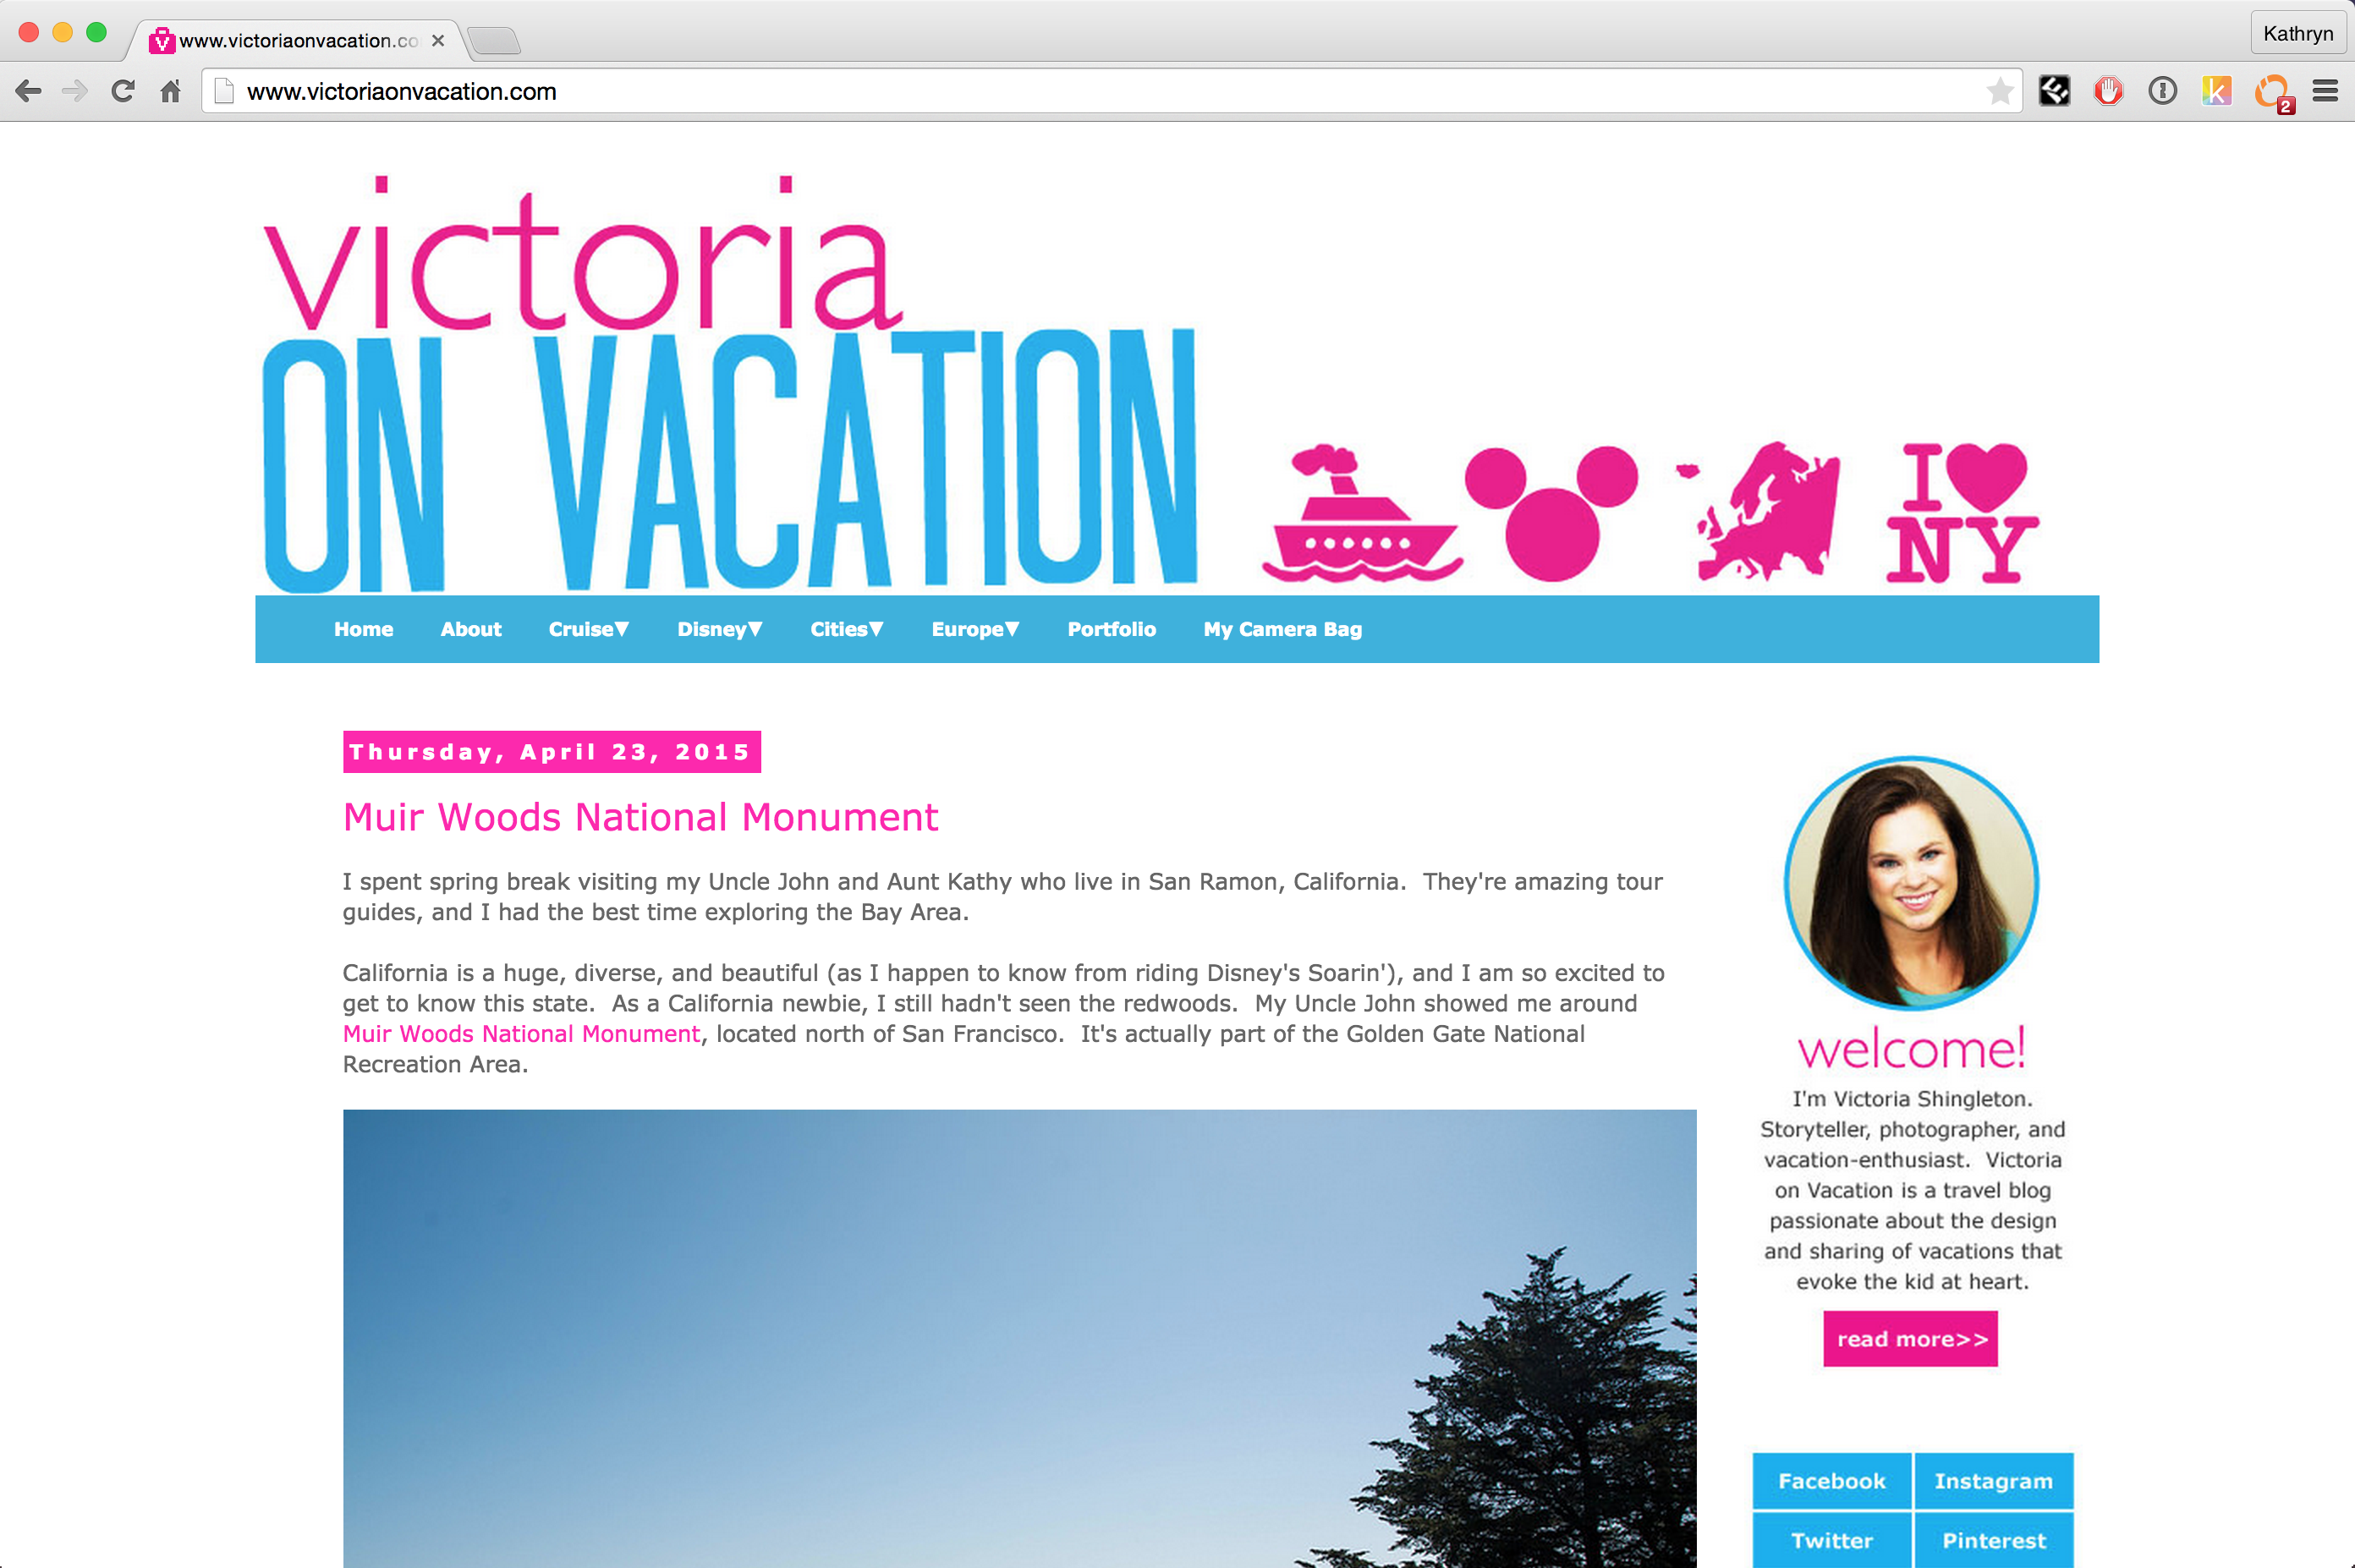 www.victoriaonvacation.co
Kathryn
www.victoriaonvacation.com
k
2
victoria
ON VACATION
I
NY
Home About Cruise▼ Disney▼ Cities▼ Europe▼ Portfolio My Camera Bag
Thursday, April 23, 2015
Muir Woods National Monument
I spent spring break visiting my Uncle John and Aunt Kathy who live in San Ramon, California.  They're amazing tour
guides, and I had the best time exploring the Bay Area.
California is a huge, diverse, and beautiful (as I happen to know from riding Disney's Soarin'), and I am so excited to
get to know this state.  As a California newbie, I still hadn't seen the redwoods.  My Uncle John showed me around
Muir Woods National Monument, located north of San Francisco.  It's actually part of the Golden Gate National
Recreation Area.
welcome!
I'm Victoria Shingleton.
Storyteller, photographer, and
vacation-enthusiast.  Victoria
on Vacation is a travel blog
passionate about the design
and sharing of vacations that
evoke the kid at heart.
read more>>
Facebook Instagram
Twitter Pinterest